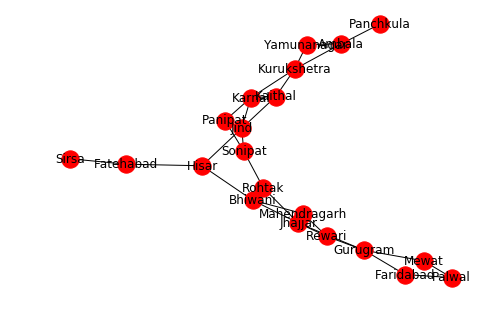 Panchkula
Yamunanagar
Ambala
Kurukshetra
Karnal
Kaithal
Panipat
Jind
Sonipat
Sirsa
Fatehabad
Hisar
Rohtak
Bhiwani
Mahendragarh
Jhajjar
Rewari
Gurugram
Mewat
Faridabad
Palwal